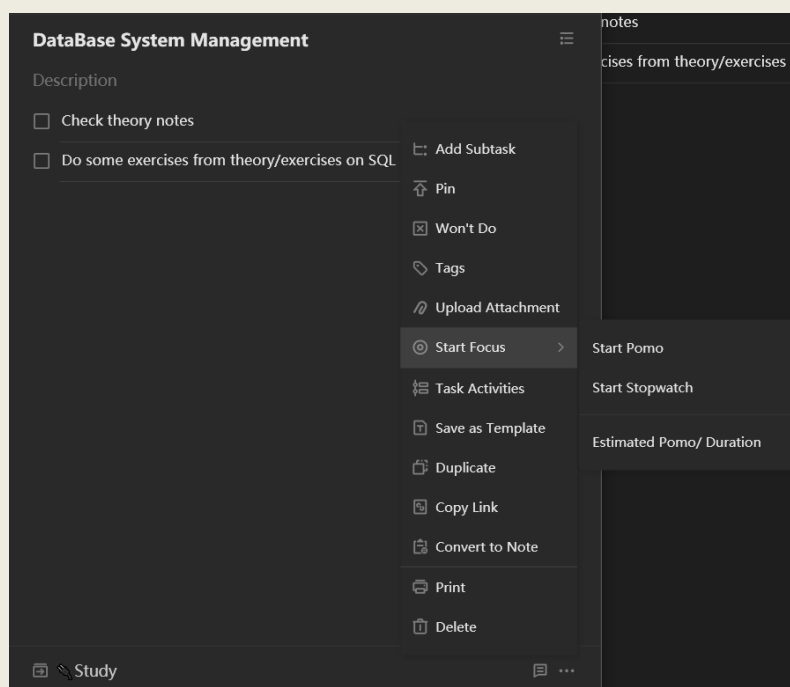 DataBase System Management
Description
Check theory notes
Do some exercises from theory/exercises on SQL
notes
cises from theory/exercises
Add Subtask
Pin
Won't Do
Tags
Upload Attachment
Start Focus
Start Pomo
Start Stopwatch
Estimated Pomo/ Duration
Task Activities
Save as Template
Duplicate
Copy Link
Convert to Note
Print
Delete
Study